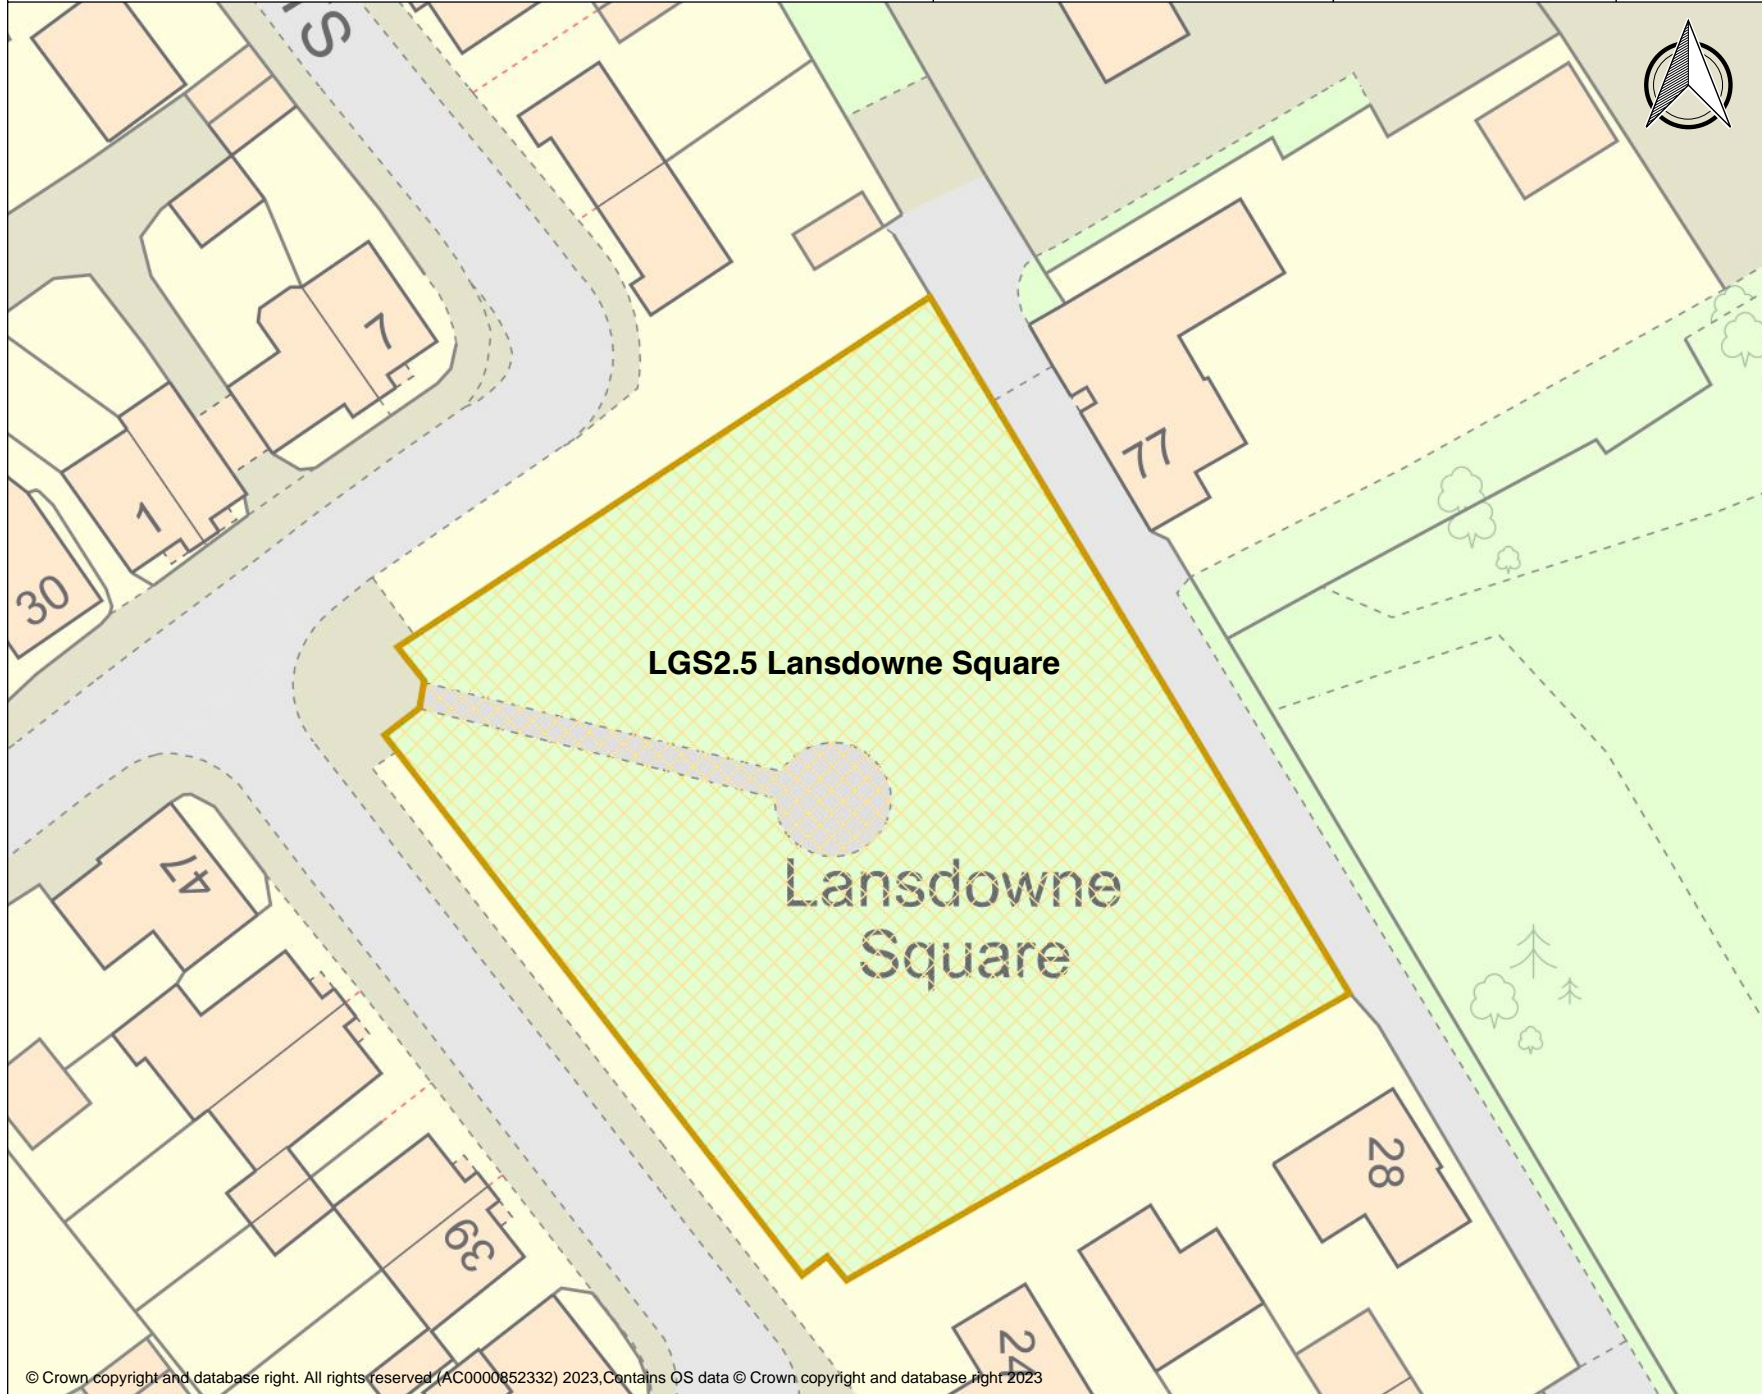 S
7
77
1
30
LGS2.5 Lansdowne Square
47
Lansdowne
Square
28
39
24
© Crown copyright and database right. All rights reserved (AC0000852332) 2023,Contains OS data © Crown copyright and database right 2023